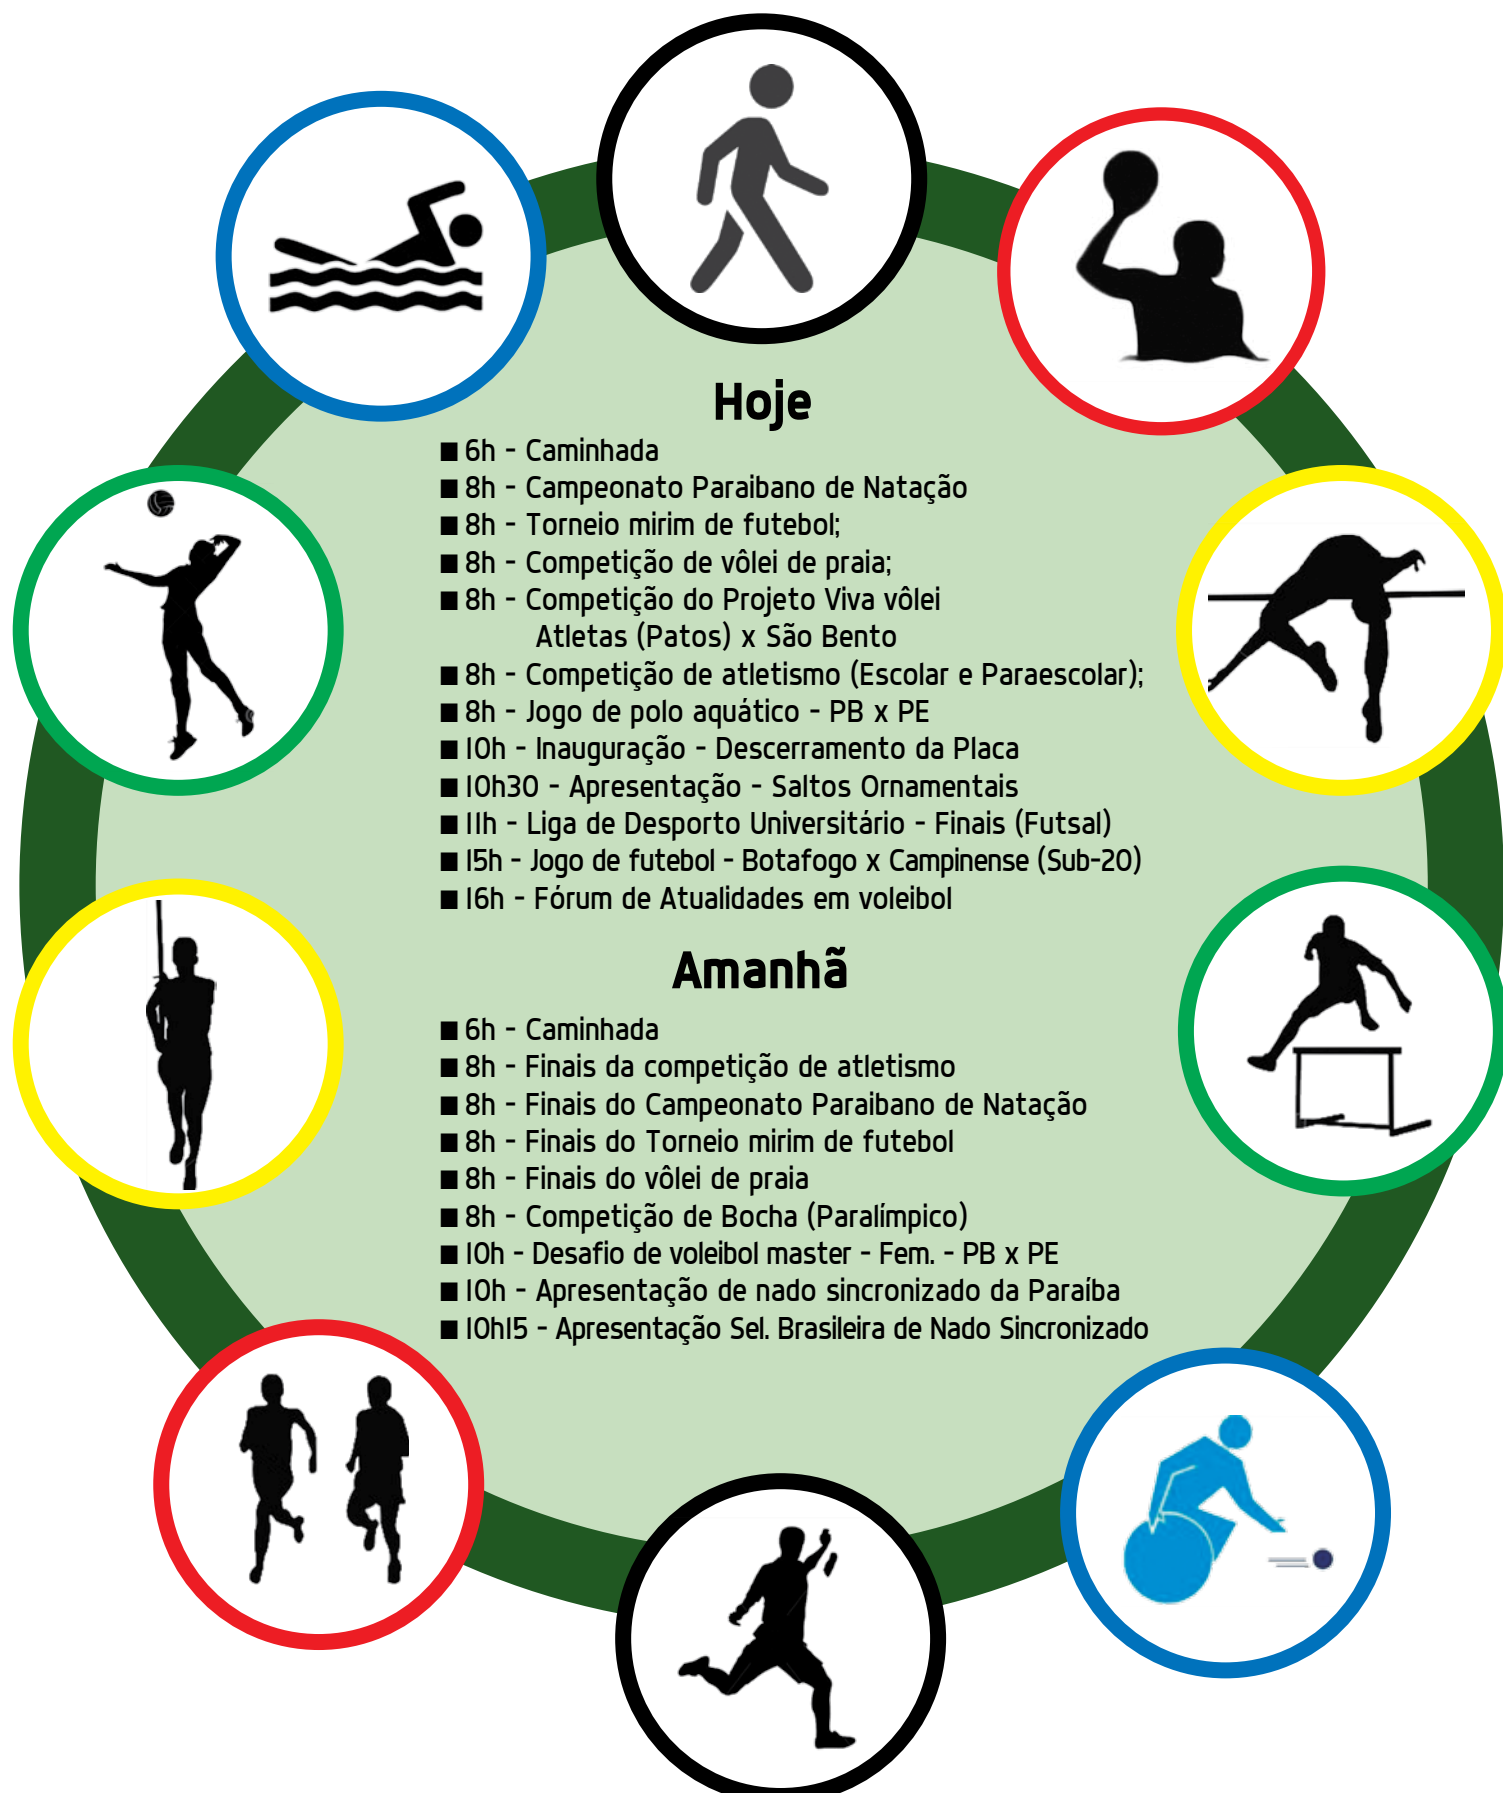 Hoje
■ 6h - Caminhada
■ 8h - Campeonato Paraibano de Natação
■ 8h - Torneio mirim de futebol;
■ 8h - Competição de vôlei de praia;
■ 8h - Competição do Projeto Viva vôlei
Atletas (Patos) x São Bento
■ 8h - Competição de atletismo (Escolar e Paraescolar);
■ 8h - Jogo de polo aquático - PB x PE
■ 10h - Inauguração - Descerramento da Placa
■ 10h30 - Apresentação - Saltos Ornamentais
■ 11h - Liga de Desporto Universitário - Finais (Futsal)
■ 15h - Jogo de futebol - Botafogo x Campinense (Sub-20)
■ 16h - Fórum de Atualidades em voleibol
Amanhã
■ 6h - Caminhada
■ 8h - Finais da competição de atletismo
■ 8h - Finais do Campeonato Paraibano de Natação
■ 8h - Finais do Torneio mirim de futebol
■ 8h - Finais do vôlei de praia
■ 8h - Competição de Bocha (Paralímpico)
■ 10h - Desafio de voleibol master - Fem. - PB x PE
■ 10h - Apresentação de nado sincronizado da Paraíba
■ 10h15 - Apresentação Sel. Brasileira de Nado Sincronizado